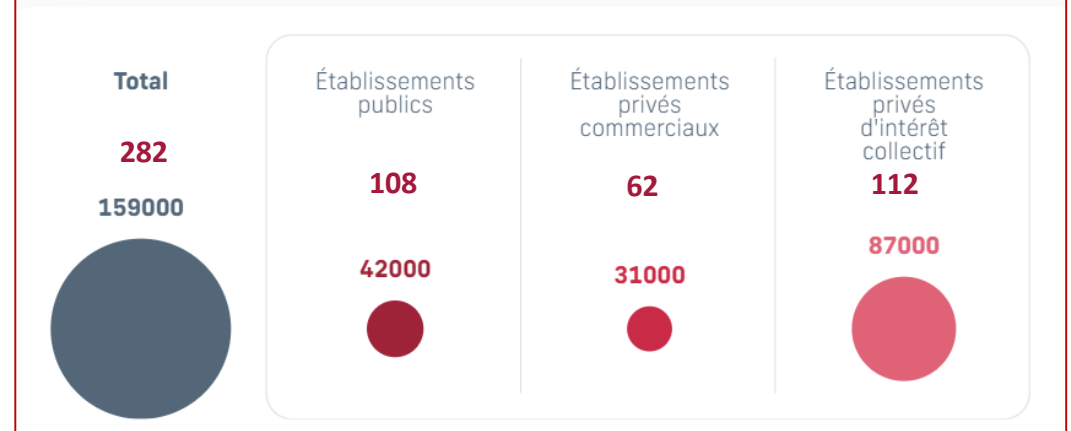 Total
282
159000
Établissements
publics
108
42000
Établissements
privés
commerciaux
62
31000
Établissements
privés
d'intérêt
collectif
112
87000